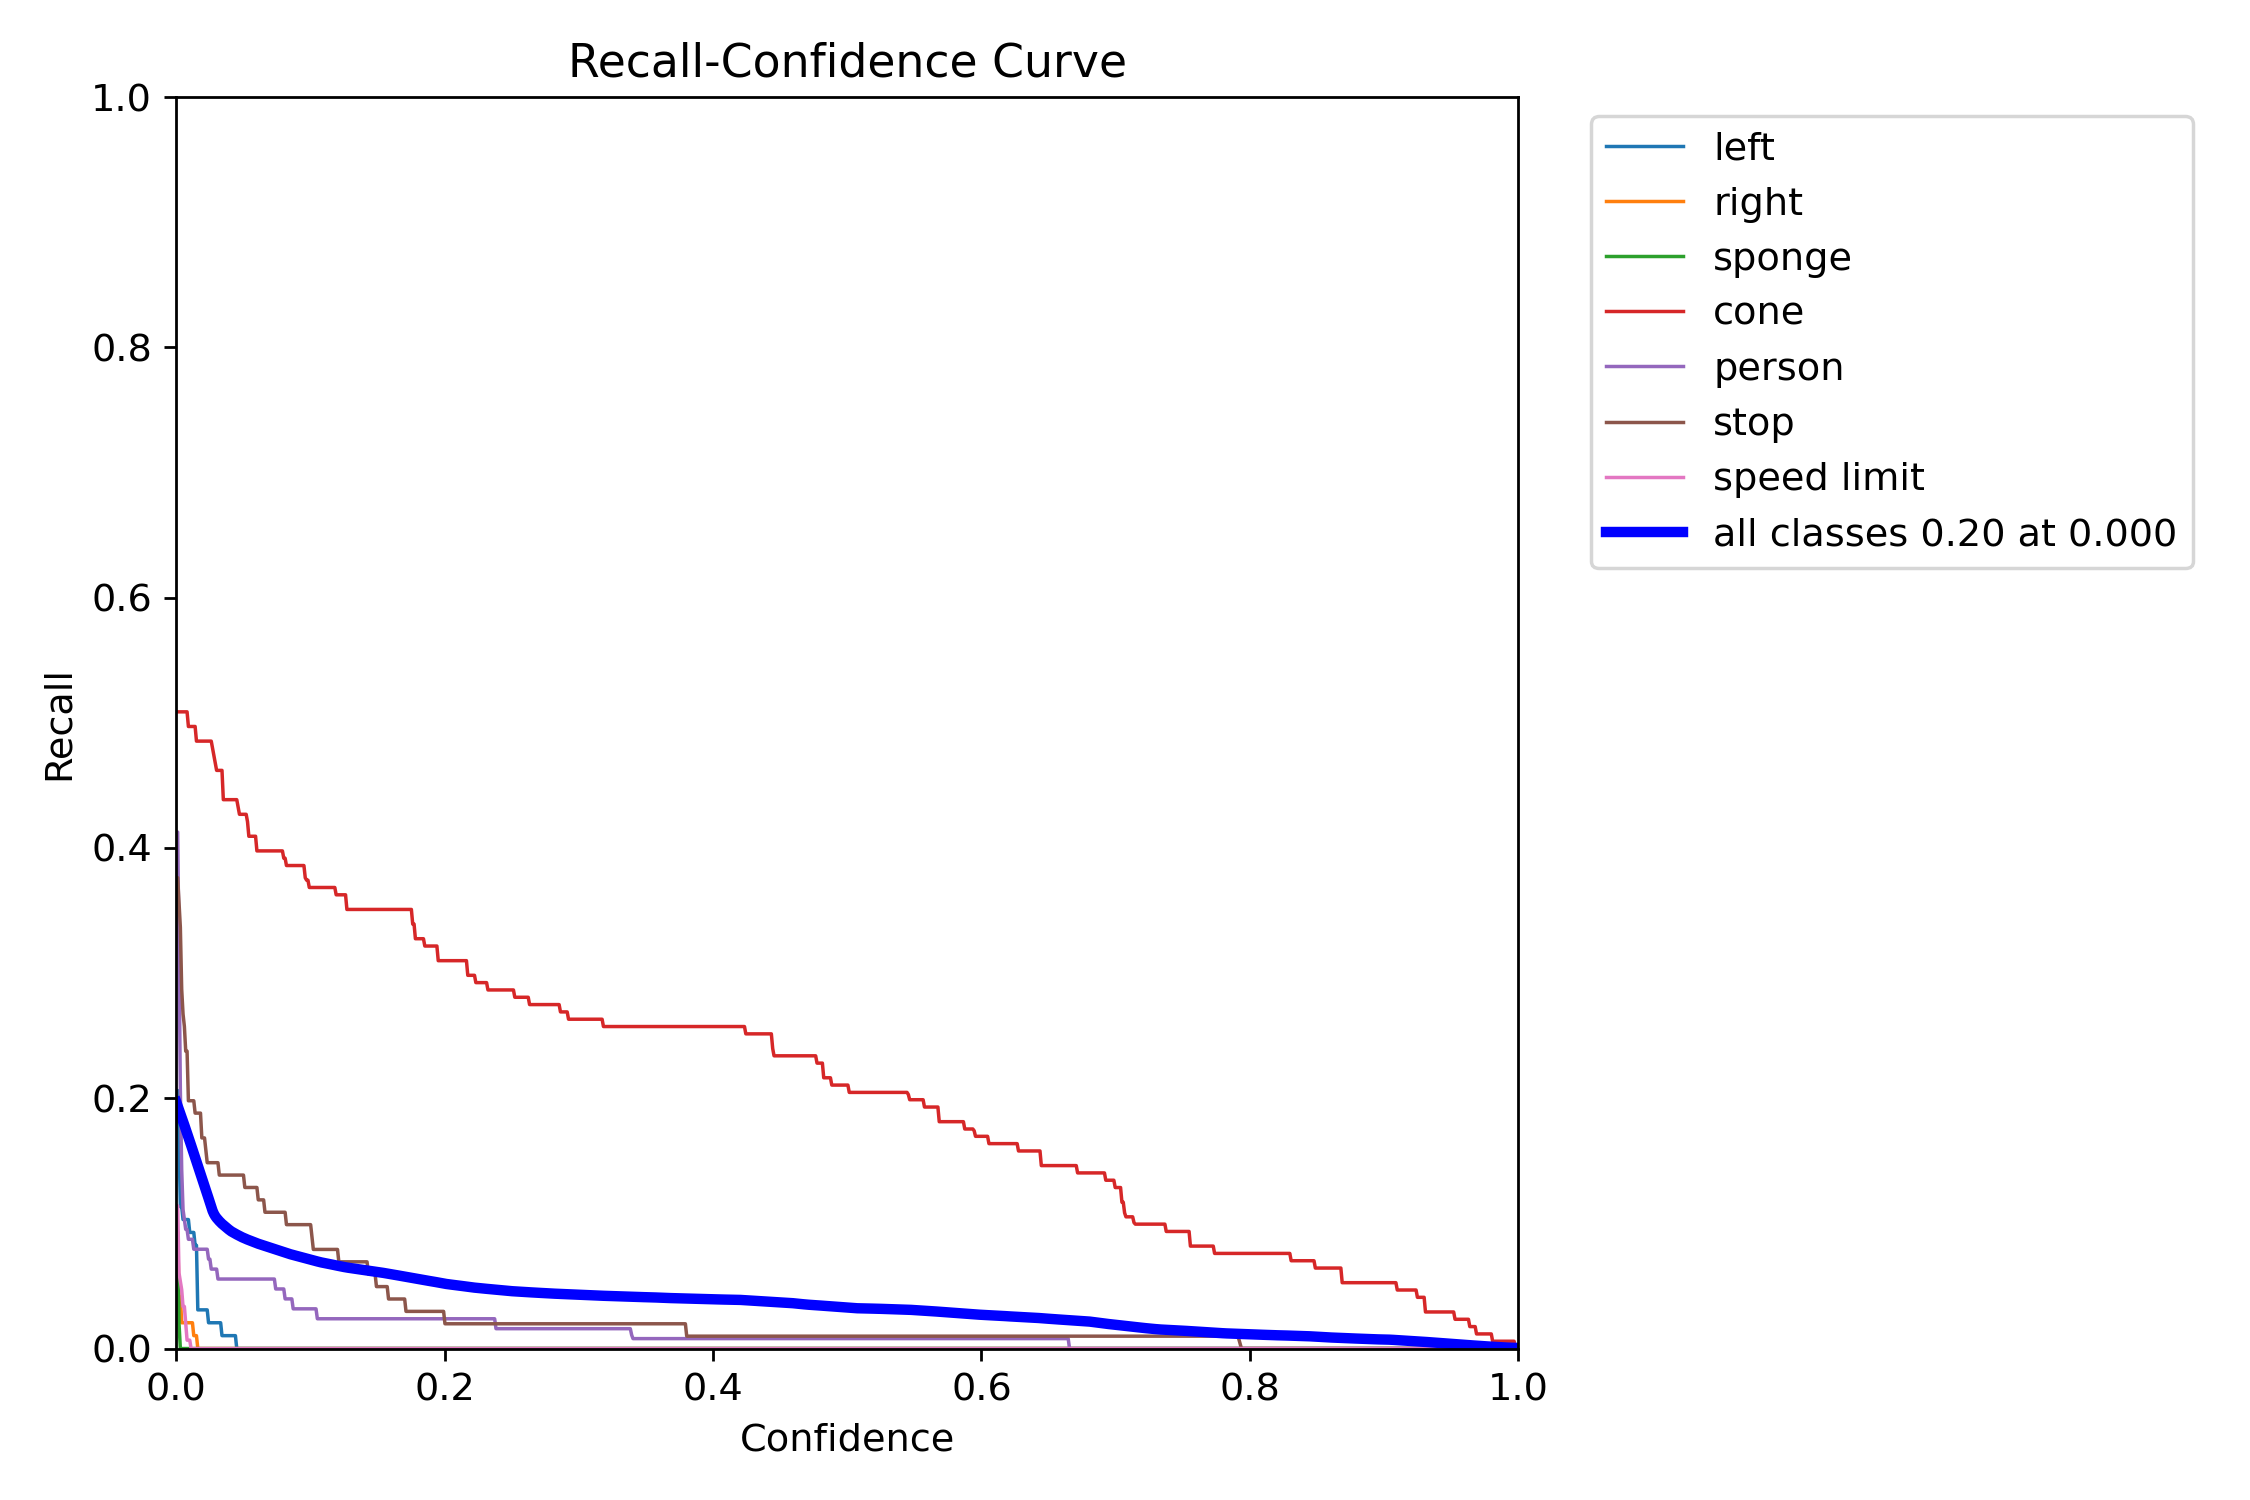 Recall-Confidence Curve
1.0
0.8
0.6
0.4
0.2
0.0
Recall
0.0 0.2 0.4 0.6 0.8 1.0
Confidence
left
right
sponge
cone
person
stop
speed limit
all classes 0.20 at 0.000